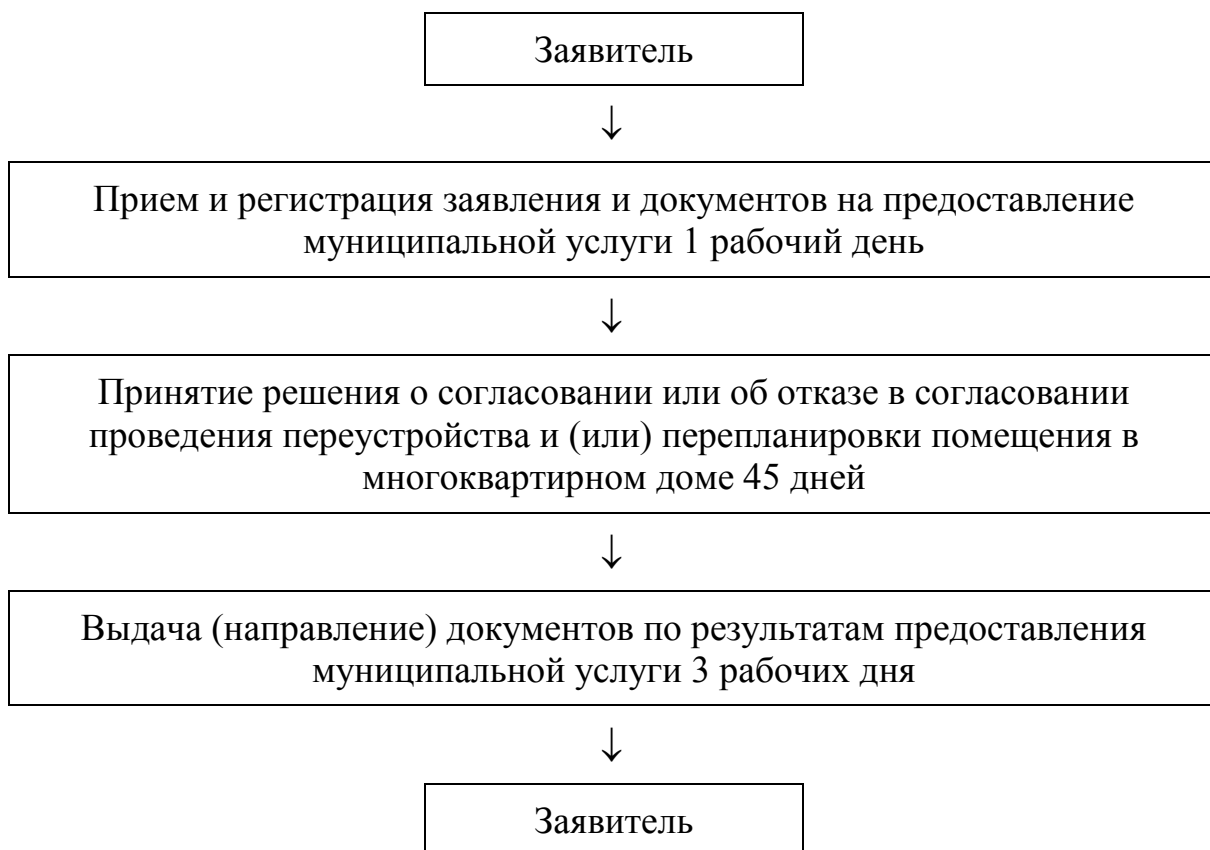 Заявитель
↓
Прием и регистрация заявления и документов на предоставление
муниципальной услуги 1 рабочий день
↓
Принятие решения о согласовании или об отказе в согласовании
проведения переустройства и (или) перепланировки помещения в
многоквартирном доме 45 дней
↓
Выдача (направление) документов по результатам предоставления
муниципальной услуги 3 рабочих дня
↓
Заявитель